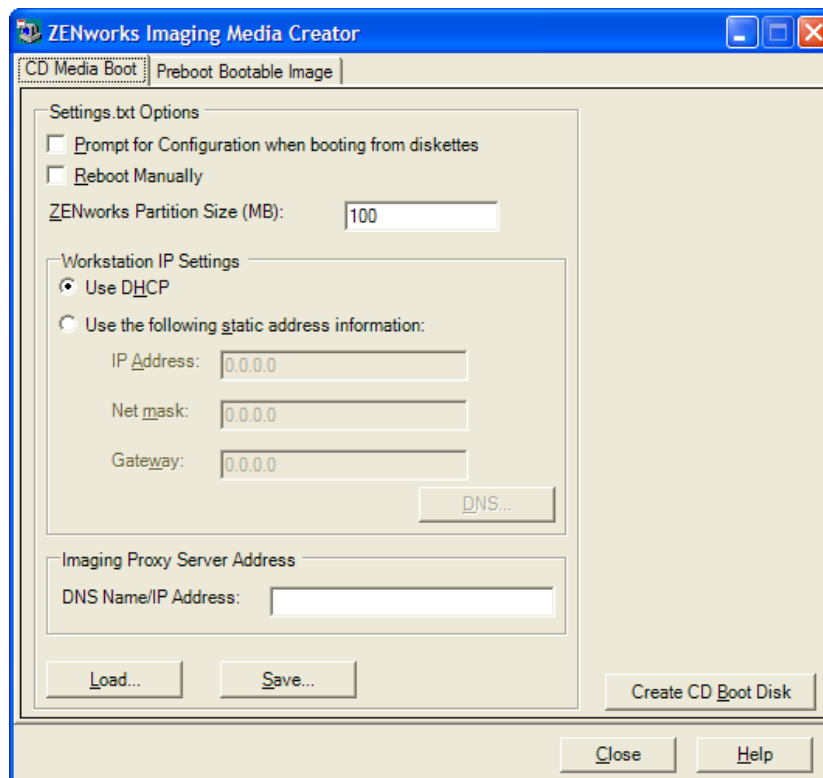 ZENworks Imaging Media Creator
CD Media Boot
Preboot Bootable Image
Settings.txt Options
Prompt for Configuration when booting from diskettes
Reboot Manually
ZENworks Partition Size (MB):
100
Workstation IP Settings
Use DHCP
Use the following static address information:
IP Address:
0.0.0.0
Net mask:
0.0.0.0
Gateway:
0.0.0.0
DNS...
Imaging Proxy Server Address
DNS Name/IP Address:
Load...
Save...
Create CD Boot Disk
Close
Help